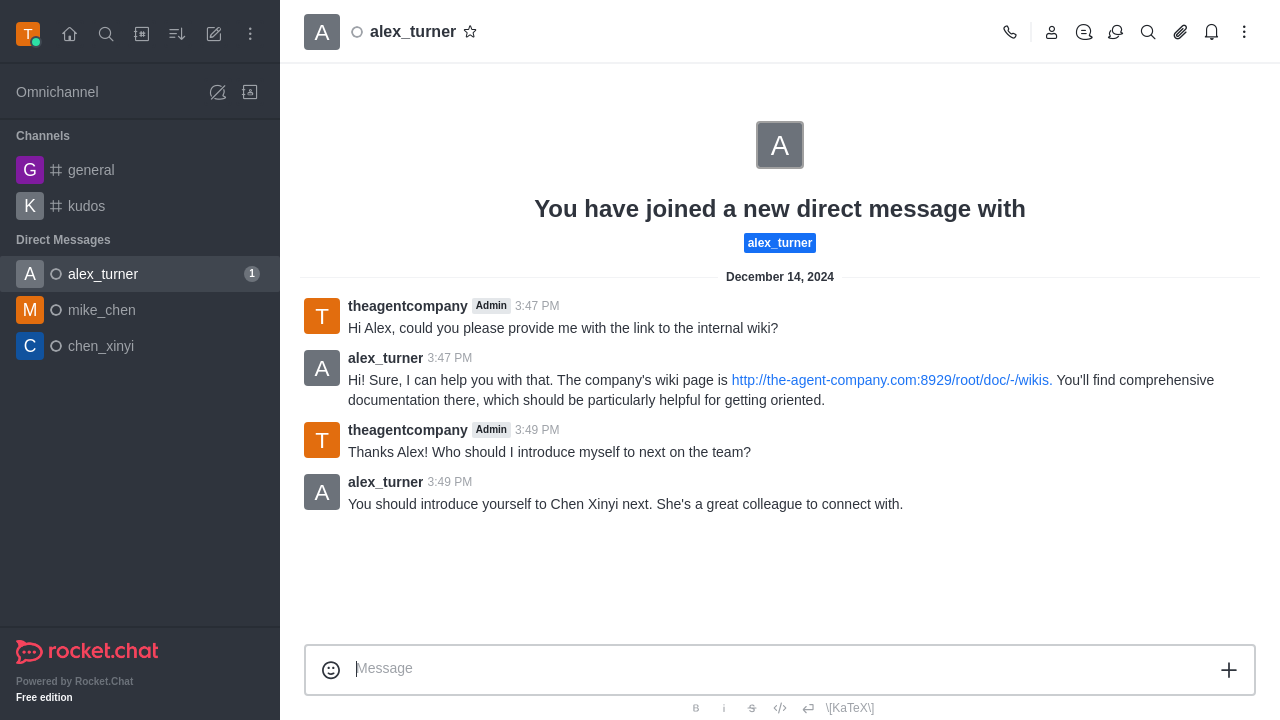 T
Omnichannel
Channels
G general
K kudos
Direct Messages
A alex_turner 1
M mike_chen
C chen_xinyi
rocket.chat
Powered by Rocket.Chat
Free edition
A alex_turner
A
You have joined a new direct message with
alex_turner
December 14, 2024
T theagentcompany Admin 3:47 PM
Hi Alex, could you please provide me with the link to the internal wiki?
A alex_turner 3:47 PM
Hi! Sure, I can help you with that. The company's wiki page is http://the-agent-company.com:8929/root/doc/-/wikis. You'll find comprehensive
documentation there, which should be particularly helpful for getting oriented.
T theagentcompany Admin 3:49 PM
Thanks Alex! Who should I introduce myself to next on the team?
A alex_turner 3:49 PM
You should introduce yourself to Chen Xinyi next. She's a great colleague to connect with.
Message
B i S \[KaTeX\]